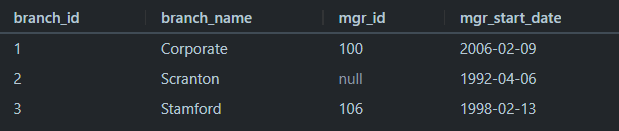 branch_id branch_name mgr_id mgr_start_date
1 Corporate 100 2006-02-09
2 Scranton null 1992-04-06
3 Stamford 106 1998-02-13